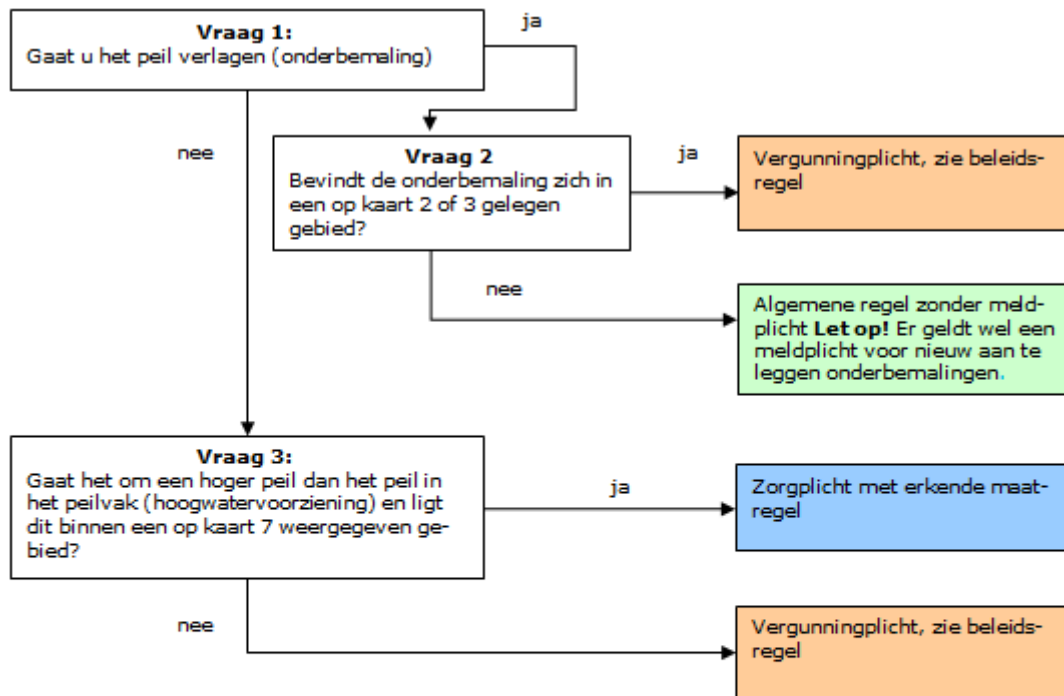 Vraag 1:
Gaat u het peil verlagen (onderbemaling)
ja
nee
Vraag 2
Bevindt de onderbemaling zich in
een op kaart 2 of 3 gelegen
gebied?
ja
Vergunningplicht, zie beleids-
regel
nee
Algemene regel zonder meld-
plicht Let op! Er geldt wel een
meldplicht voor nieuw aan te
leggen onderbemalingen.
Vraag 3:
Gaat het om een hoger peil dan het peil in
het peilvak (hoogwatervoorziening) en ligt
dit binnen een op kaart 7 weergegeven ge-
bied?
ja
Zorgplicht met erkende maat-
regel
nee
Vergunningplicht, zie beleids-
regel